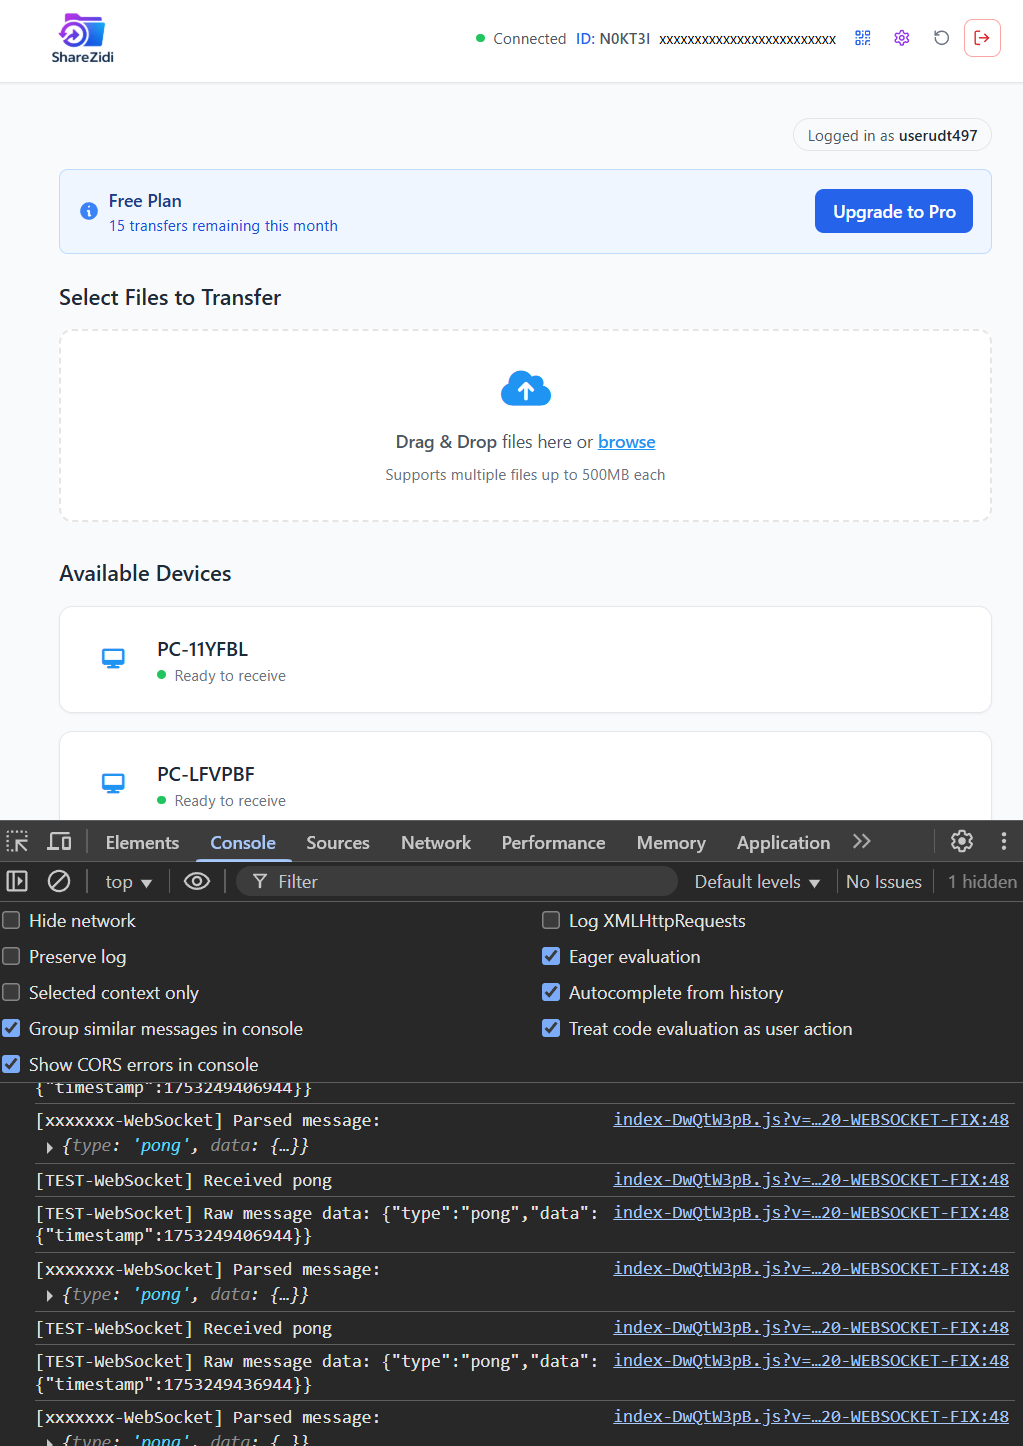 ShareZidi
Connected ID: N0KT3I xxxxxxxxxxxxxxxxxxxxxxxxx
Logged in as userudt497
Free Plan
15 transfers remaining this month
Upgrade to Pro
Select Files to Transfer
Drag & Drop files here or browse
Supports multiple files up to 500MB each
Available Devices
PC-11YFBL
Ready to receive
PC-LFVPBF
Ready to receive
Elements Console Sources Network Performance Memory Application
top Filter Default levels No Issues 1 hidden
Hide network Log XMLHttpRequests
Preserve log Eager evaluation
Selected context only Autocomplete from history
Group similar messages in console Treat code evaluation as user action
Show CORS errors in console
{"timestamp":1753249406944}}
[xxxxxxx-WebSocket] Parsed message: index-DwQtW3pB.js?v=…20-WEBSOCKET-FIX:48
{type: 'pong', data: {…}}
[TEST-WebSocket] Received pong index-DwQtW3pB.js?v=…20-WEBSOCKET-FIX:48
[TEST-WebSocket] Raw message data: {"type":"pong","data": index-DwQtW3pB.js?v=…20-WEBSOCKET-FIX:48
{"timestamp":1753249406944}}
[xxxxxxx-WebSocket] Parsed message: index-DwQtW3pB.js?v=…20-WEBSOCKET-FIX:48
{type: 'pong', data: {…}}
[TEST-WebSocket] Received pong index-DwQtW3pB.js?v=…20-WEBSOCKET-FIX:48
[TEST-WebSocket] Raw message data: {"type":"pong","data": index-DwQtW3pB.js?v=…20-WEBSOCKET-FIX:48
{"timestamp":1753249436944}}
[xxxxxxx-WebSocket] Parsed message: index-DwQtW3pB.js?v=…20-WEBSOCKET-FIX:48
{type: 'pong', data: {…}}